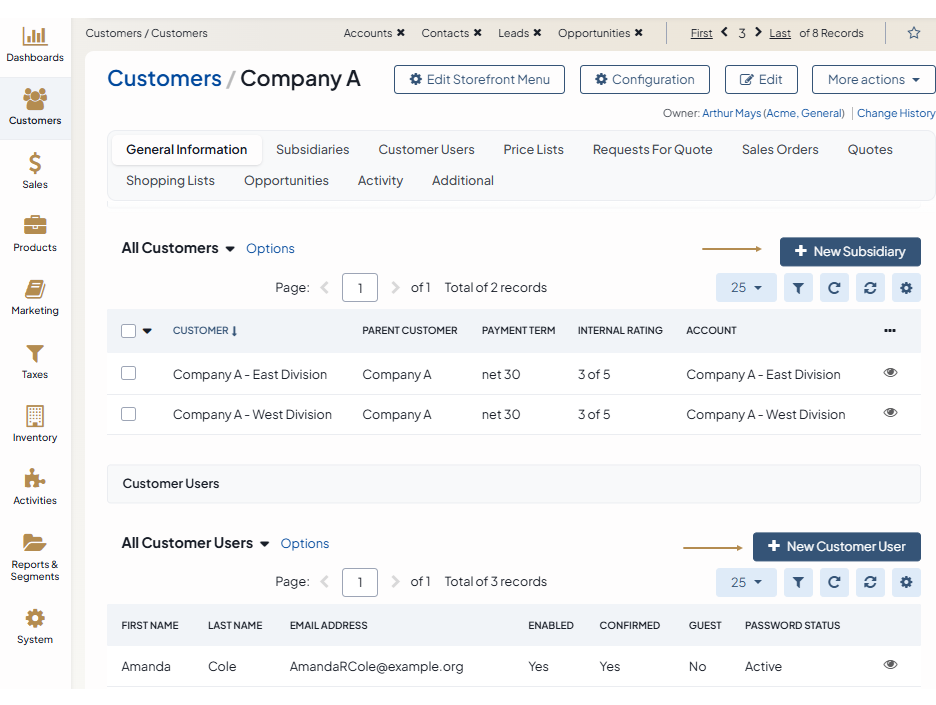 Dashboards
Customers
Sales
Products
Marketing
Taxes
Inventory
Activities
Reports &
Segments
System
Customers / Customers
Accounts ✖ Contacts ✖ Leads ✖ Opportunities ✖ First 3 Last of 8 Records
Customers / Company A
Edit Storefront Menu Configuration Edit More actions
Owner: Arthur Mays (Acme, General) | Change History
General Information Subsidiaries Customer Users Price Lists Requests For Quote Sales Orders Quotes
Shopping Lists Opportunities Activity Additional
All Customers Options + New Subsidiary
Page: 1 of 1 Total of 2 records 25
CUSTOMER PARENT CUSTOMER PAYMENT TERM INTERNAL RATING ACCOUNT ...
Company A - East Division Company A net 30 3 of 5 Company A - East Division
Company A - West Division Company A net 30 3 of 5 Company A - West Division
Customer Users
All Customer Users Options + New Customer User
Page: 1 of 1 Total of 3 records 25
FIRST NAME LAST NAME EMAIL ADDRESS ENABLED CONFIRMED GUEST PASSWORD STATUS
Amanda Cole AmandaRCole@example.org Yes Yes No Active